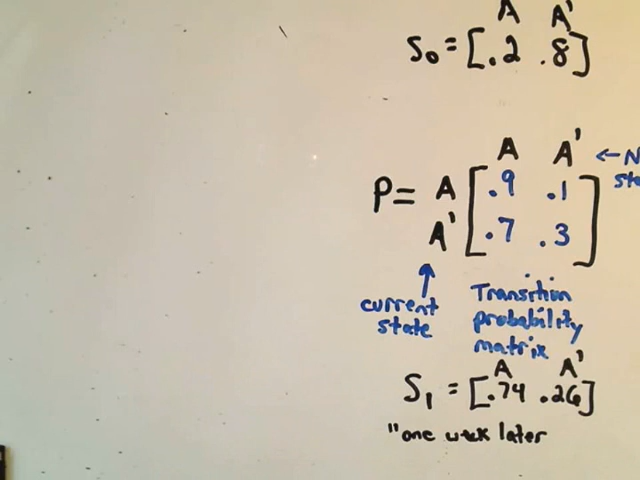 A A'
S₀ = [.2 .8]
A A' ← N
P = A [.9 .1]
A' [.7 .3]
current state
Transition probability matrix
A A'
S₁ = [.74 .26]
"one week later